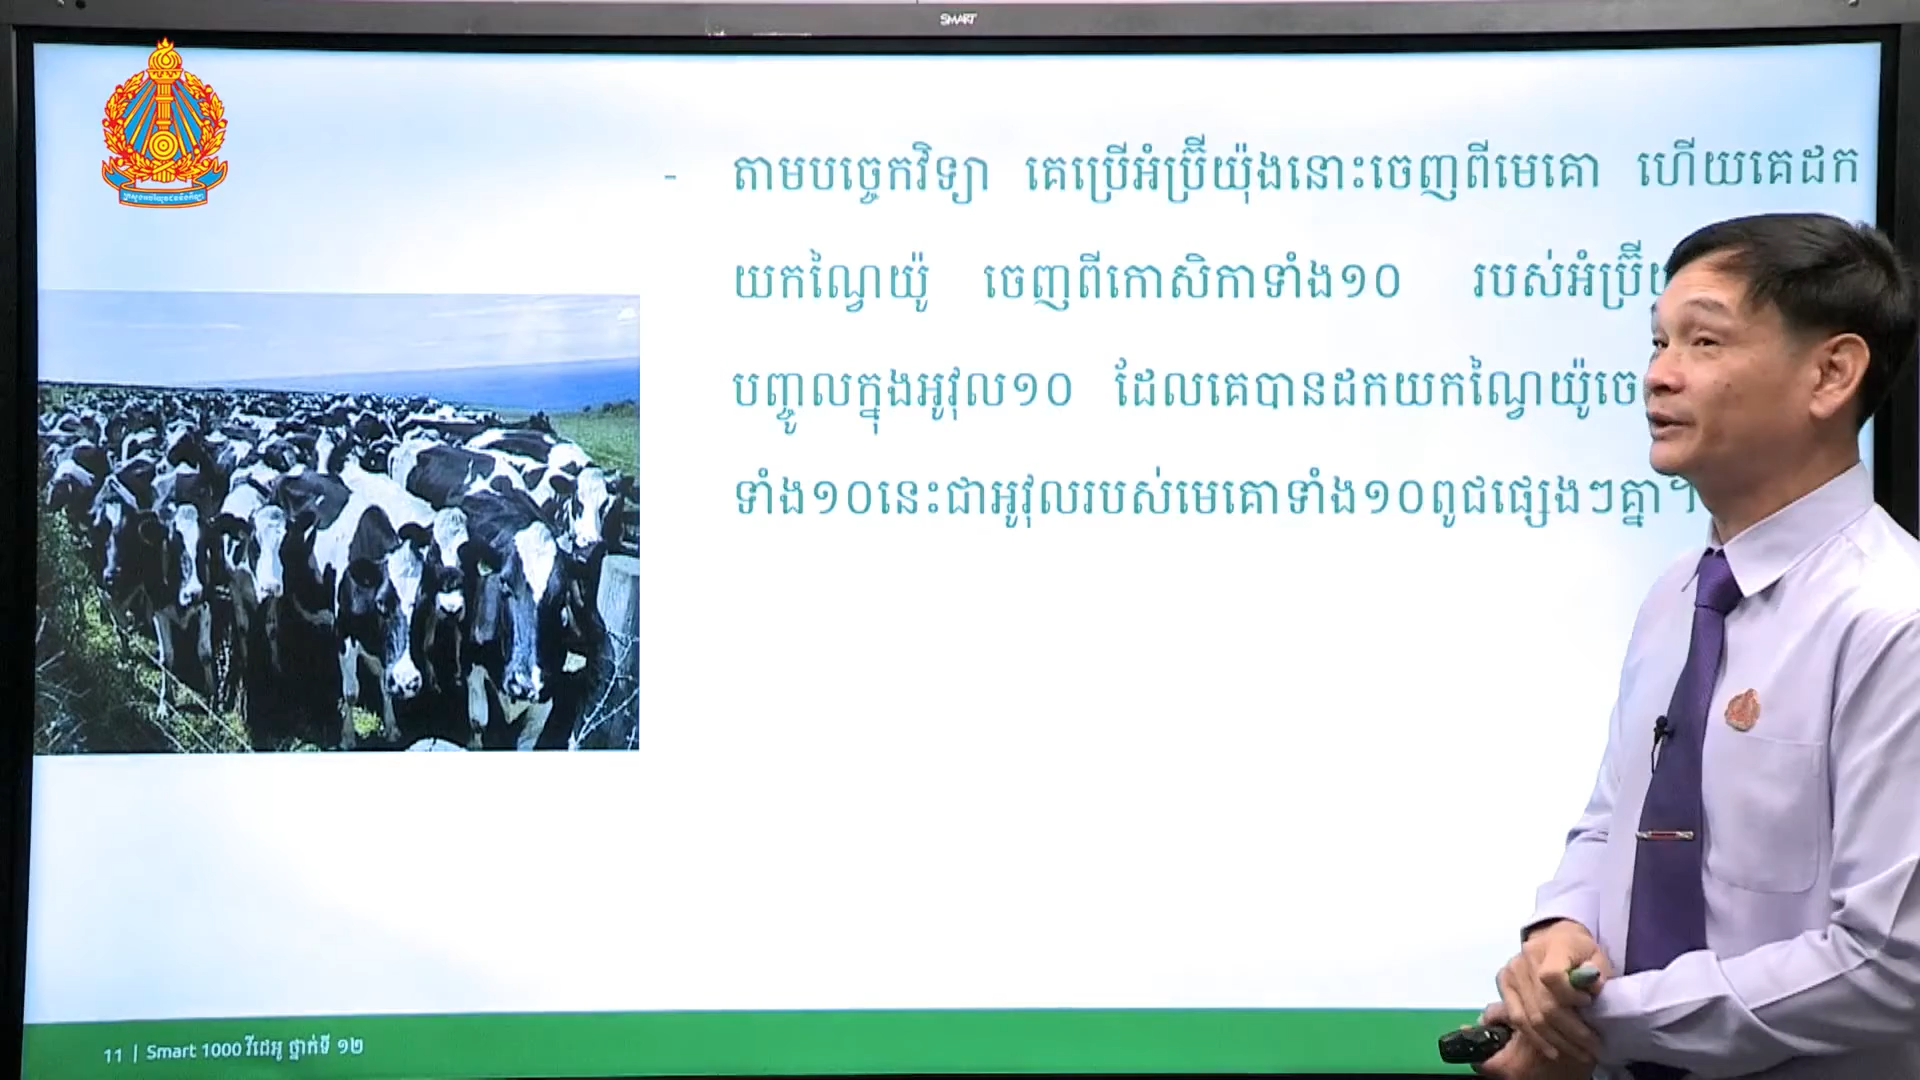 SMART
- តាមបច្ចេកវិទ្យា គេប្រើអំប្រ៊ីយ៉ុងនោះចេញពីមេគោ ហើយគេដក
យកណ្វៃយ៉ូ ចេញពីកោសិកាទាំង១០ របស់អំប្រ៊ីយ
បញ្ចូលក្នុងអូវុល១០ ដែលគេបានដកយកណ្វៃយ៉ូចេ
ទាំង១០នេះជាអូវុលរបស់មេគោទាំង១០ពូជផ្សេងៗគ្នា។
11 | Smart 1000 វីដេអូ ថ្នាក់ទី ១២